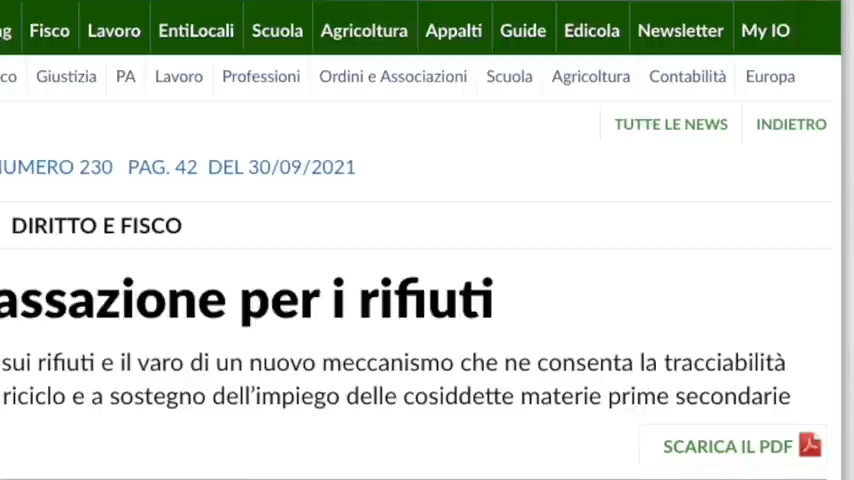 Fisco Lavoro EntiLocali Scuola Agricoltura Appalti Guide Edicola Newsletter My IO
Giustizia PA Lavoro Professioni Ordini e Associazioni Scuola Agricoltura Contabilità Europa
TUTTE LE NEWS INDIETRO
NUMERO 230 PAG. 42 DEL 30/09/2021
DIRITTO E FISCO
assazione per i rifiuti
sui rifiuti e il varo di un nuovo meccanismo che ne consenta la tracciabilità
riciclo e a sostegno dell'impiego delle cosiddette materie prime secondarie
SCARICA IL PDF